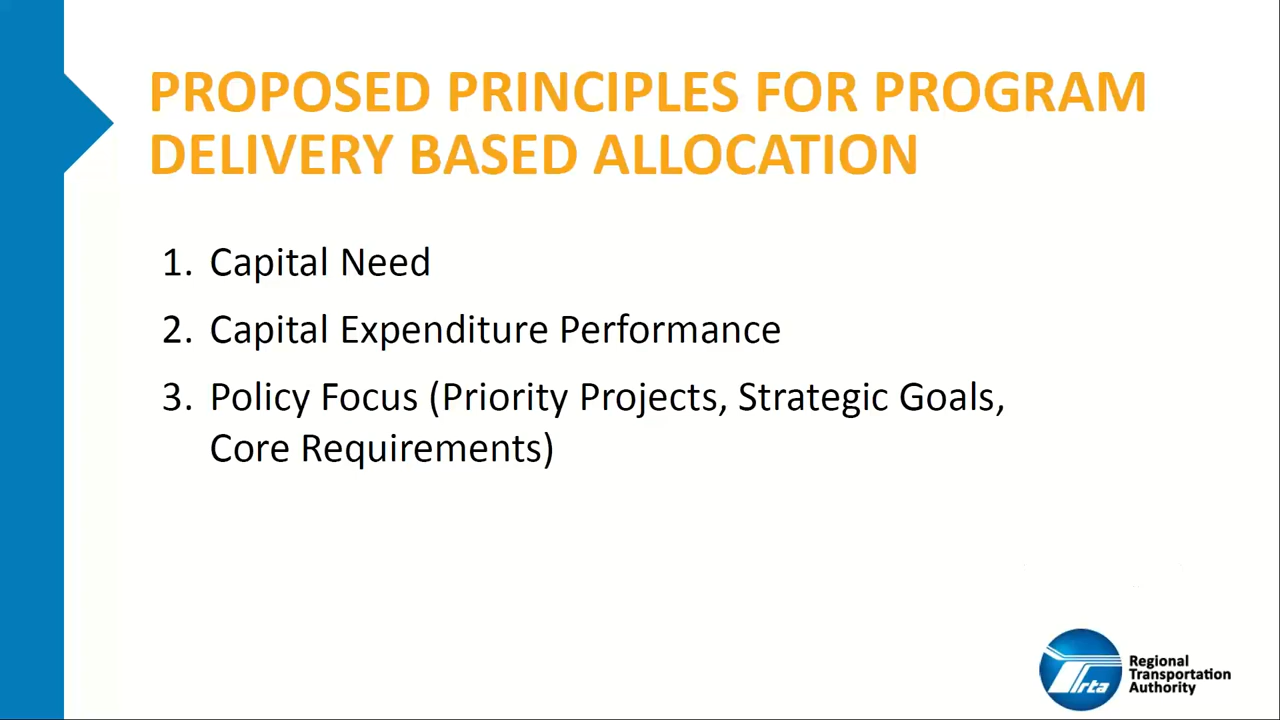 PROPOSED PRINCIPLES FOR PROGRAM
DELIVERY BASED ALLOCATION
1. Capital Need
2. Capital Expenditure Performance
3. Policy Focus (Priority Projects, Strategic Goals,
Core Requirements)
rta
Regional
Transportation
Authority